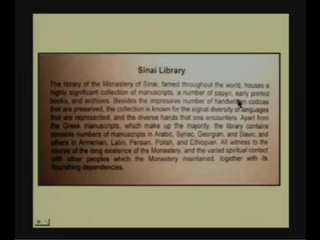 Sinai Library
The library of the Monastery of Sinai, famed throughout the world, houses a
highly significant collection of manuscripts, a number of papyri, early printed
books, and archives. Besides the impressive number of handwritten codices
that are preserved, the collection is known for the signal diversity of languages
that are represented, and the diverse hands that one encounters. Apart from
the Greek manuscripts, which make up the majority, the library contains
sizeable numbers of manuscripts in Arabic, Syriac, Georgian, and Slavic, and
others in Armenian, Latin, Persian, Polish, and Ethiopian. All witness to the
course of the long existence of the Monastery, and the varied spiritual contact
with other peoples which the Monastery maintained, together with its
flourishing dependencies.